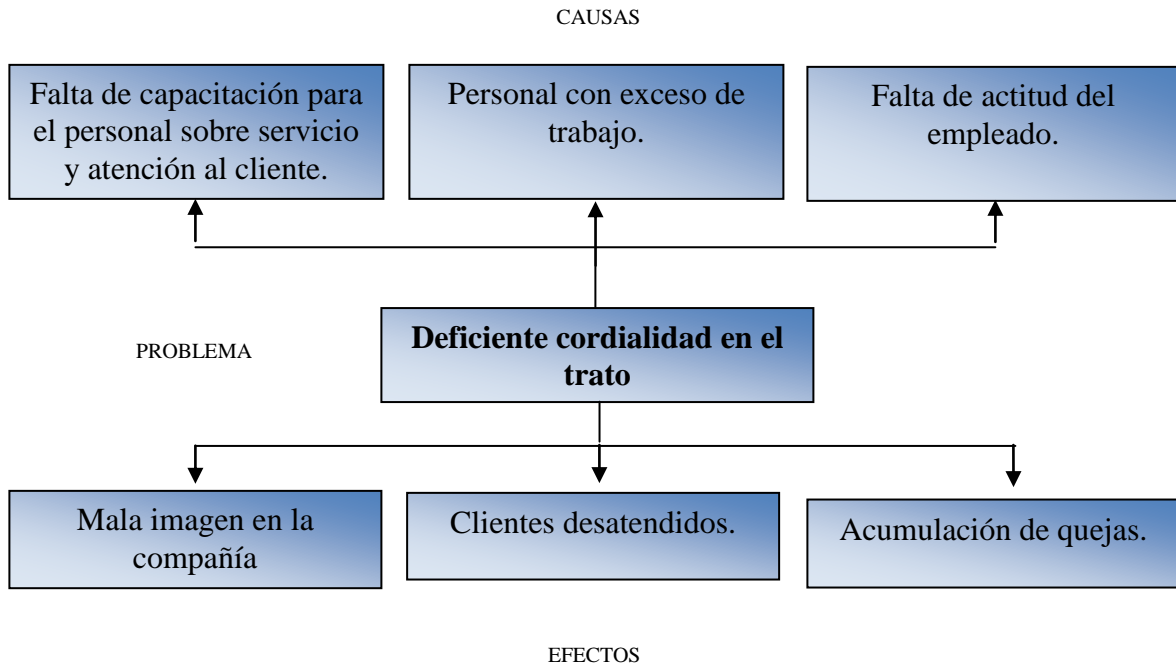 CAUSAS
Falta de capacitación para
el personal sobre servicio
y atención al cliente.
Personal con exceso de
trabajo.
Falta de actitud del
empleado.
PROBLEMA
Deficiente cordialidad en el
trato
Mala imagen en la
compañía
Clientes desatendidos.
Acumulación de quejas.
EFECTOS